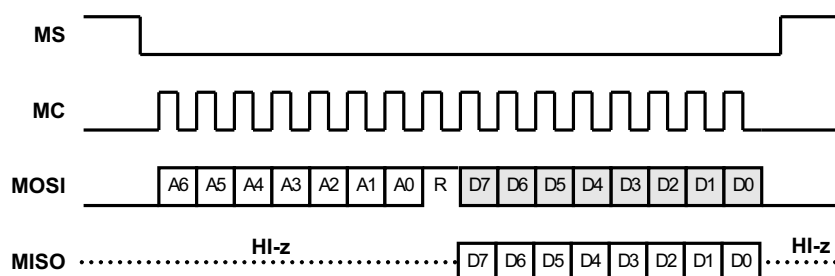 MS
MC
MOSI A6 A5 A4 A3 A2 A1 A0 R D7 D6 D5 D4 D3 D2 D1 D0
HI-z HI-z
MISO D7 D6 D5 D4 D3 D2 D1 D0